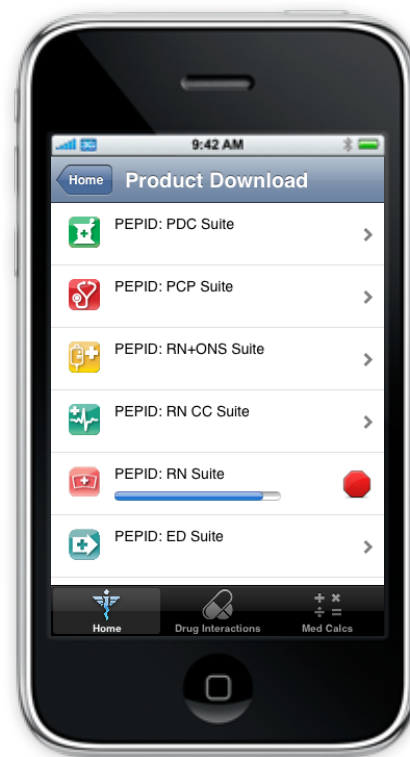 3G 9:42 AM
Home Product Download
PEPID: PDC Suite
PEPID: PCP Suite
PEPID: RN+ONS Suite
PEPID: RN CC Suite
PEPID: RN Suite
PEPID: ED Suite
Home Drug Interactions Med Calcs